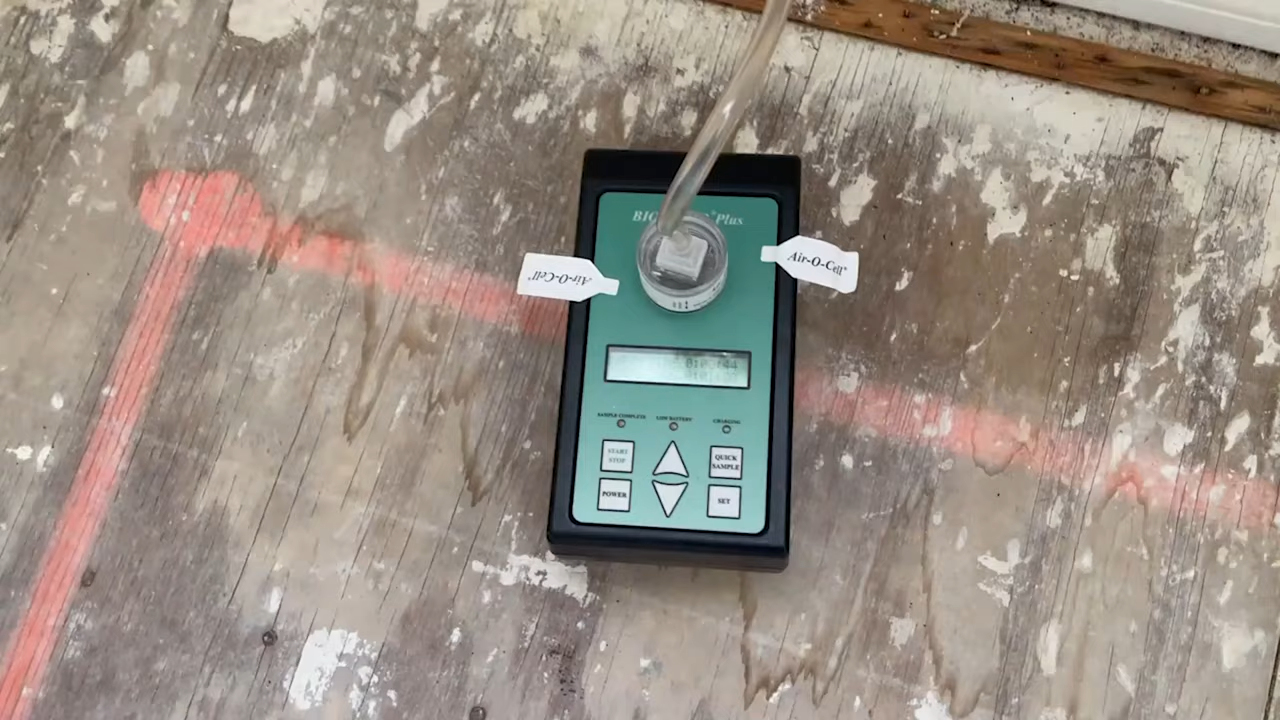 Plus
Air-O-Cell®
Air-O-Cell®
SAMPLE COMPLETE
LOW BATTERY
CHARGING
START
STOP
QUICK
SAMPLE
POWER
SET